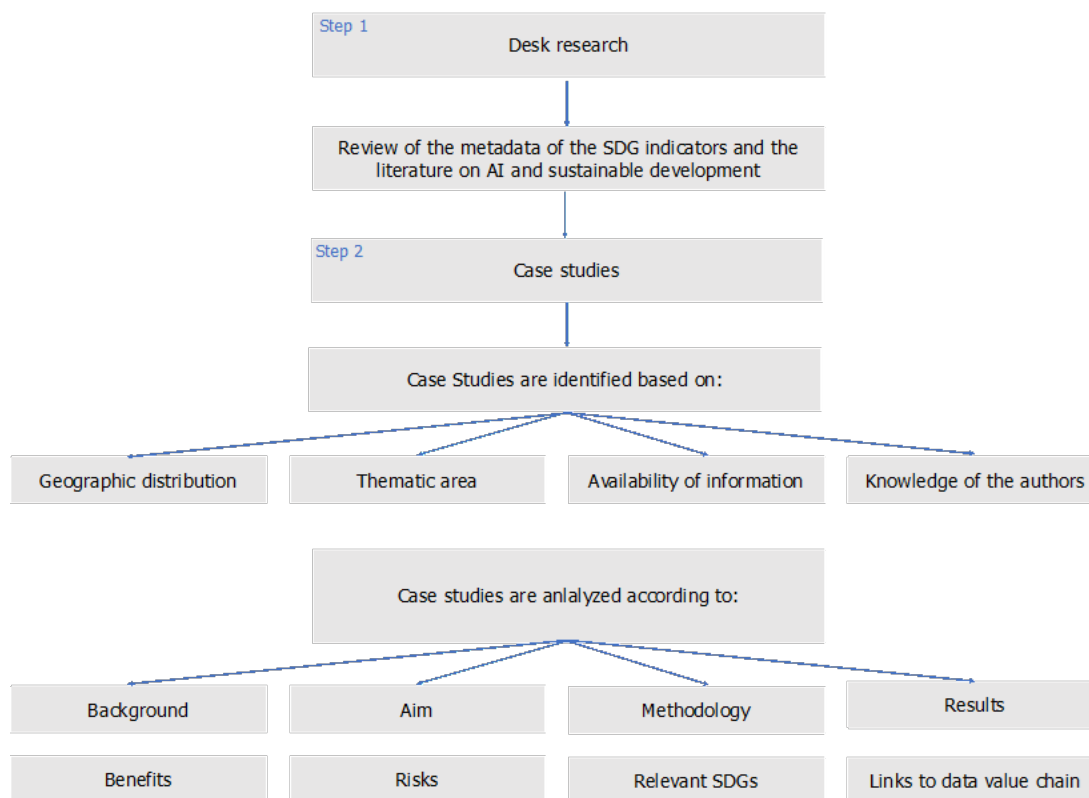 Step 1
Desk research
Review of the metadata of the SDG indicators and the
literature on AI and sustainable development
Step 2
Case studies
Case Studies are identified based on:
Geographic distribution
Thematic area
Availability of information
Knowledge of the authors
Case studies are anlalyzed according to:
Background
Aim
Methodology
Results
Benefits
Risks
Relevant SDGs
Links to data value chain